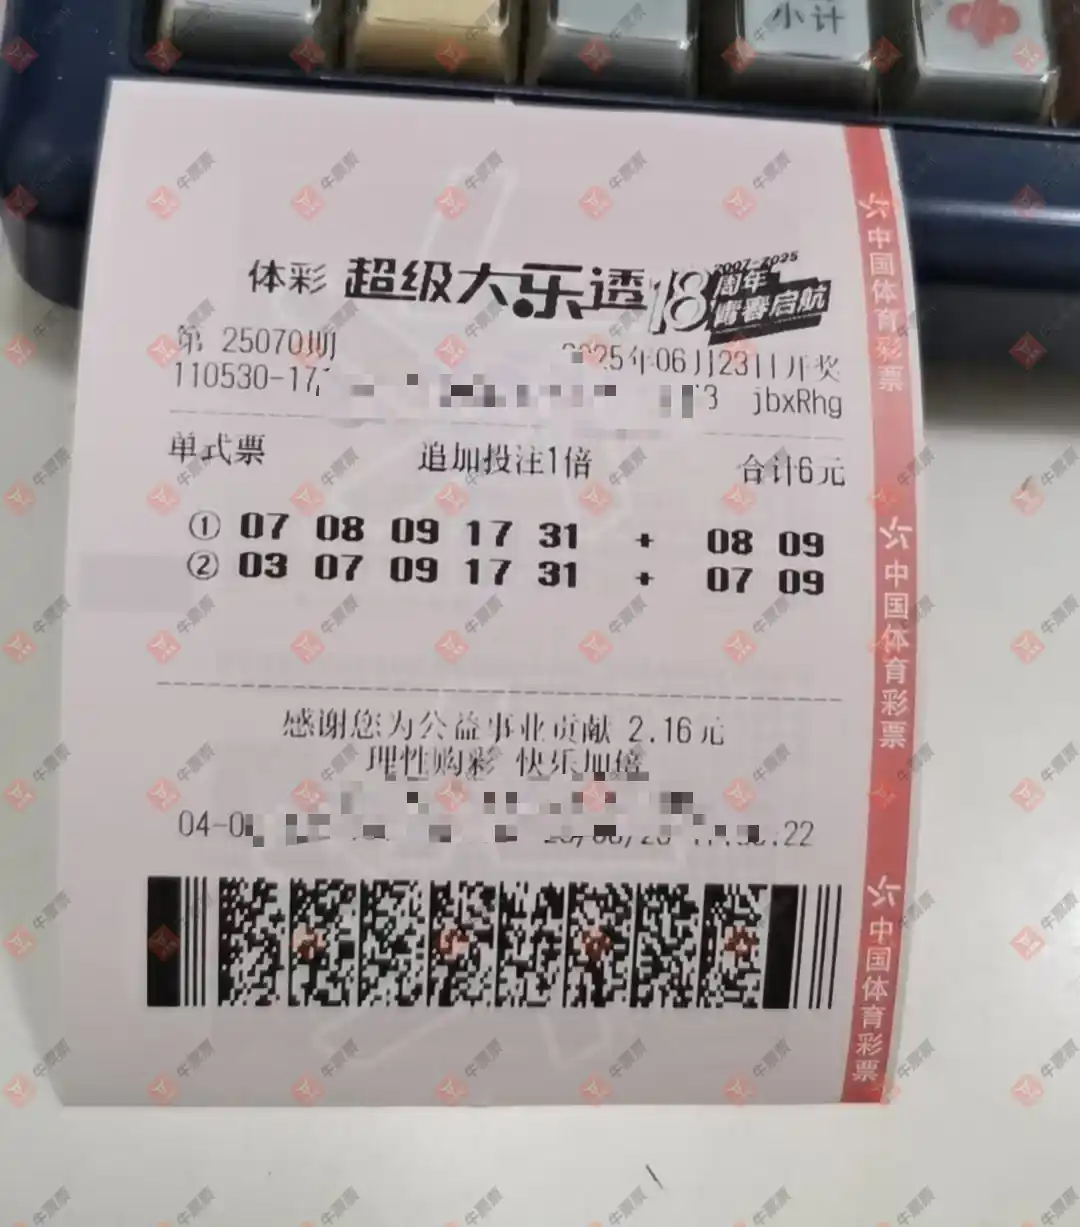 小计
体彩 超级大乐透 18 周年 2007-2025
青春启航
第 25070期 2025年06月23日开奖
110530-17 3 jbxRhg
单式票 追加投注1倍 合计6元
① 07 08 09 17 31 + 08 09
② 03 07 09 17 31 + 07 09
感谢您为公益事业贡献 2.16元
理性购彩 快乐加倍
04-0 :22
中国体育彩票
中国体育彩票
中国体育彩票
牛票票